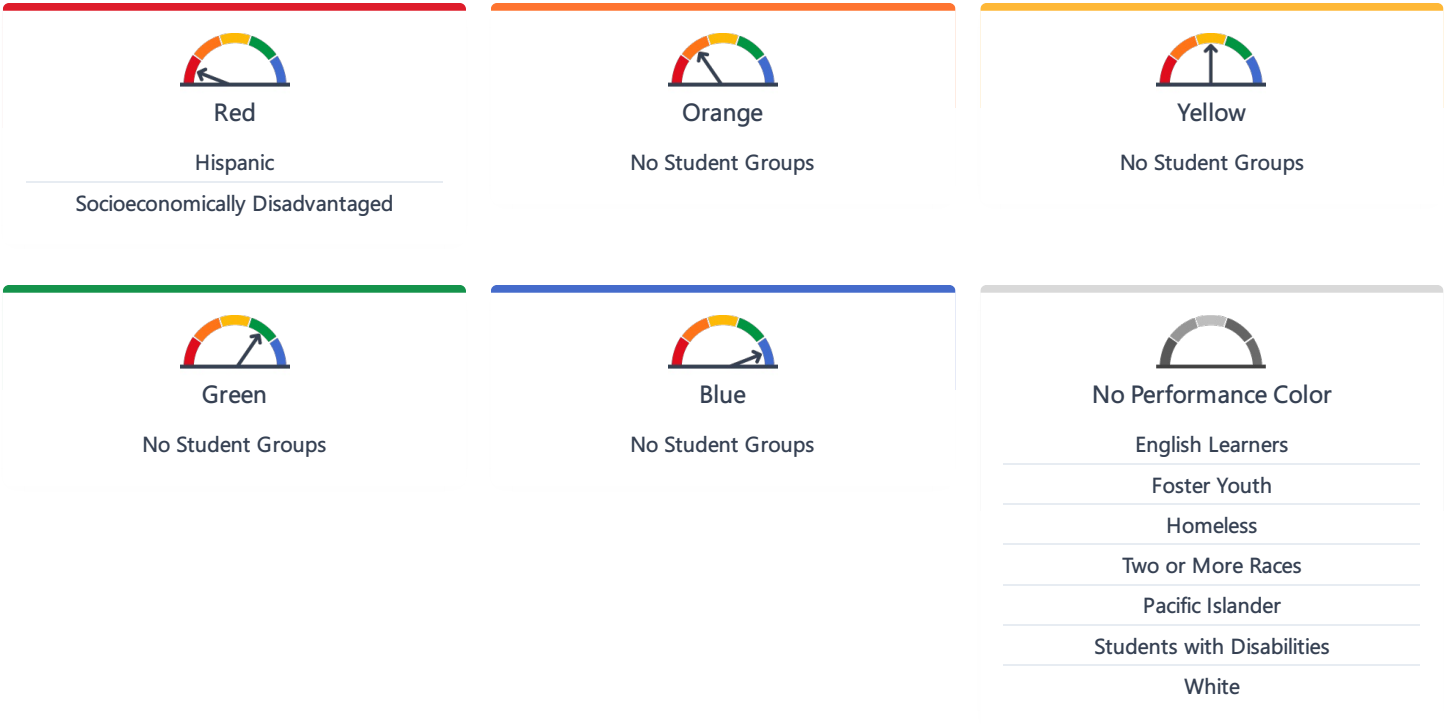 Red
Hispanic
Socioeconomically Disadvantaged
Orange
No Student Groups
Yellow
No Student Groups
Green
No Student Groups
Blue
No Student Groups
No Performance Color
English Learners
Foster Youth
Homeless
Two or More Races
Pacific Islander
Students with Disabilities
White